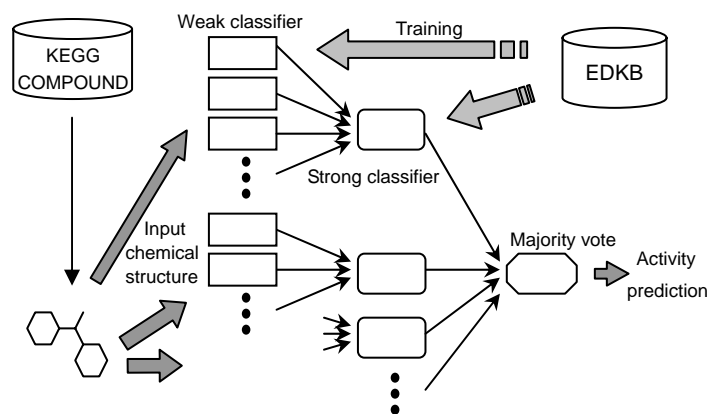 Weak classifier
Training
KEGG
COMPOUND
EDKB
Strong classifier
Input
chemical
structure
Majority vote
Activity
prediction